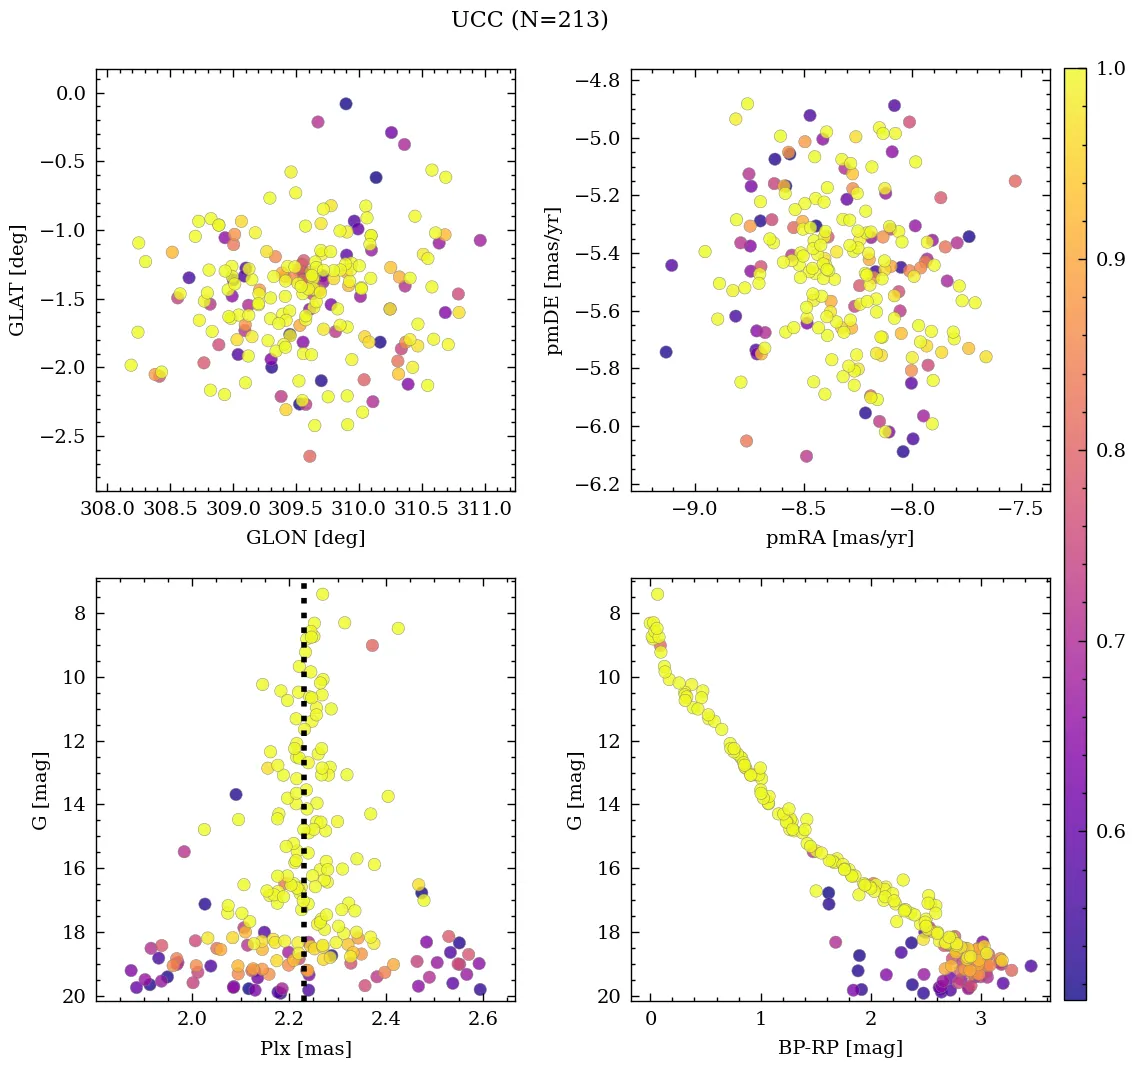 UCC (N=213)
0.0
−0.5
−1.0
−1.5
−2.0
−2.5
GLAT [deg]
308.0 308.5 309.0 309.5 310.0 310.5 311.0
GLON [deg]
−4.8
−5.0
−5.2
−5.4
−5.6
−5.8
−6.0
−6.2
pmDE [mas/yr]
−9.0 −8.5 −8.0 −7.5
pmRA [mas/yr]
1.0
0.9
0.8
0.7
0.6
8
10
12
14
16
18
20
G [mag]
2.0 2.2 2.4 2.6
Plx [mas]
8
10
12
14
16
18
20
G [mag]
0 1 2 3
BP-RP [mag]